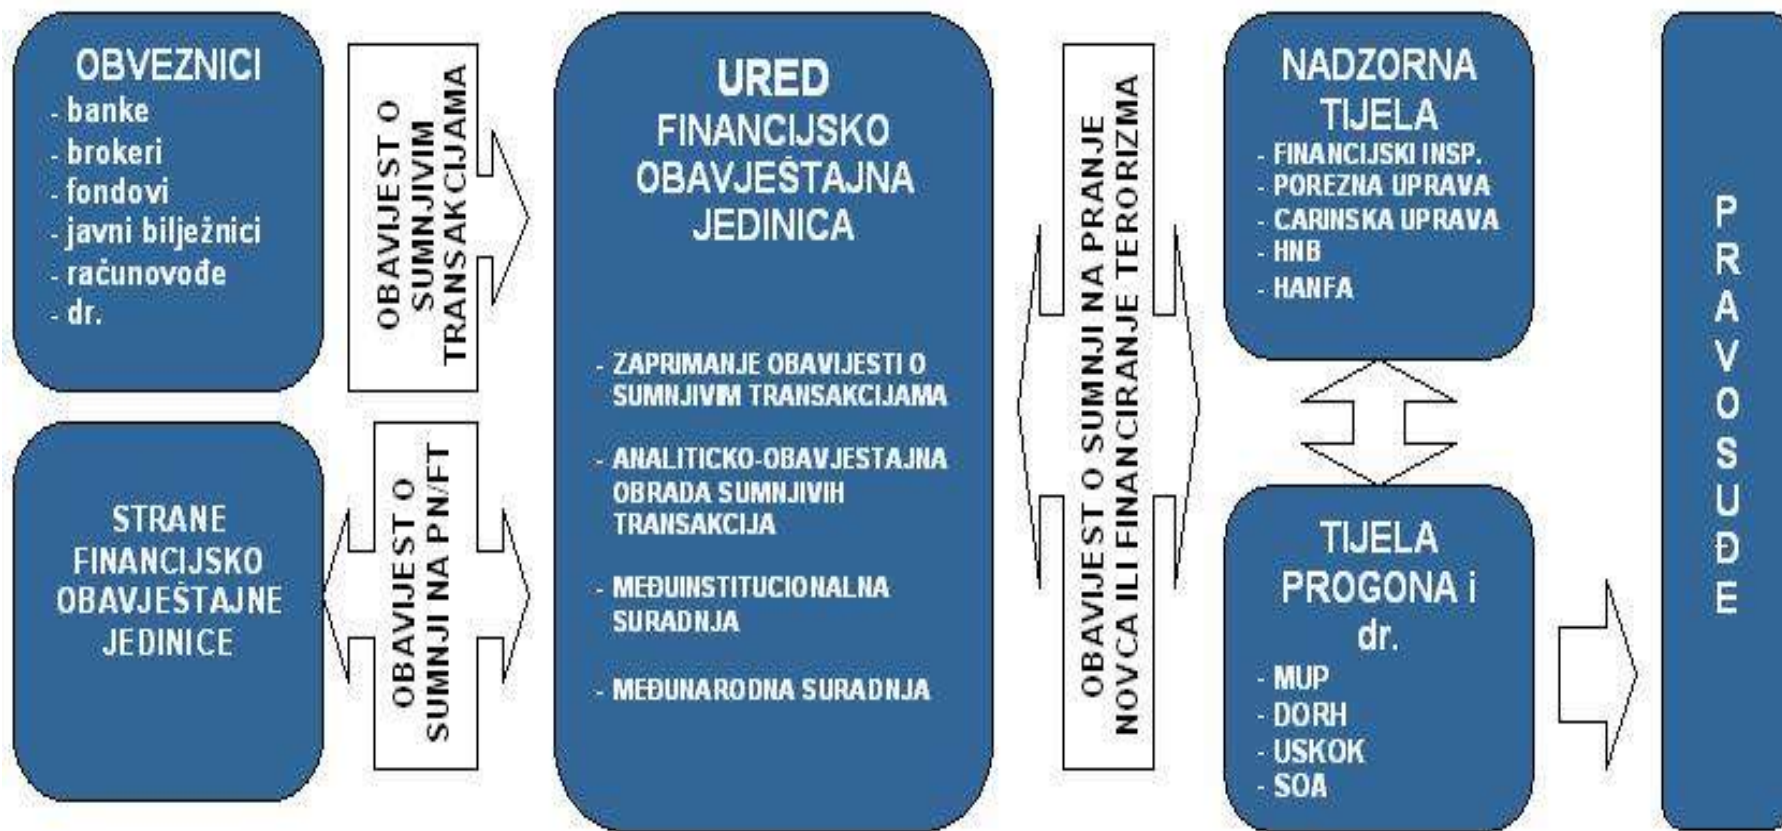 OBVEZNICI
- banke
- brokeri
- fondovi
- javni bilježnici
- računovođe
- dr.
OBAVIJEST O
SUMNJIVIM
TRANSAKCIJAMA
STRANE
FINANCIJSKO
OBAVJEŠTAJNE
JEDINICE
OBAVIJEST O
SUMNJI NA PN/FT
URED
FINANCIJSKO
OBAVJEŠTAJNA
JEDINICA
- ZAPRIMANJE OBAVIJESTI O
SUMNJIVIM TRANSAKCIJAMA
- ANALITICKO-OBAVJESTAJNA
OBRADA SUMNJIVIH
TRANSAKCIJA
- MEĐUINSTITUCIONALNA
SURADNJA
- MEĐUNARODNA SURADNJA
OBAVIJEST O SUMNJI NA PRANJE
NOVCA ILI FINANCIRANJE TERORIZMA
NADZORNA
TIJELA
- FINANCIJSKI INSP.
- POREZNA UPRAVA
- CARINSKA UPRAVA
- HNB
- HANFA
TIJELA
PROGONA i
dr.
- MUP
- DORH
- USKOK
- SOA
PRAVOSUĐE